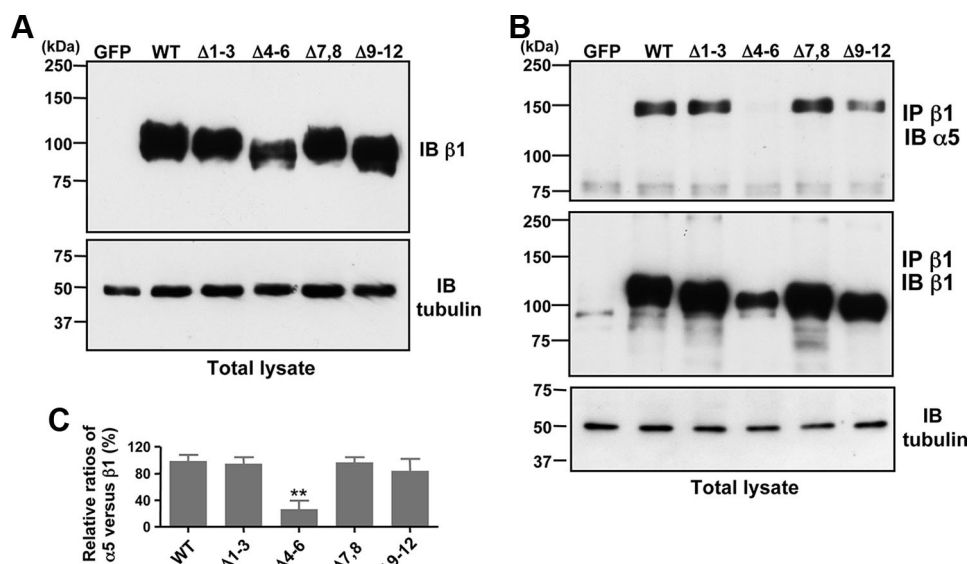 A
(kDa) GFP WT Δ1-3 Δ4-6 Δ7,8 Δ9-12
250
150
100
75
IB β1
75
50
37
IB
tubulin
Total lysate
B
(kDa) GFP WT Δ1-3 Δ4-6 Δ7,8 Δ9-12
250
150
100
75
IP β1
IB α5
250
150
100
75
IP β1
IB β1
75
50
37
IB
tubulin
Total lysate
C
Relative ratios of
α5 versus β1 (%)
120
80
40
0
**
WT Δ1-3 Δ4-6 Δ7,8 Δ9-12